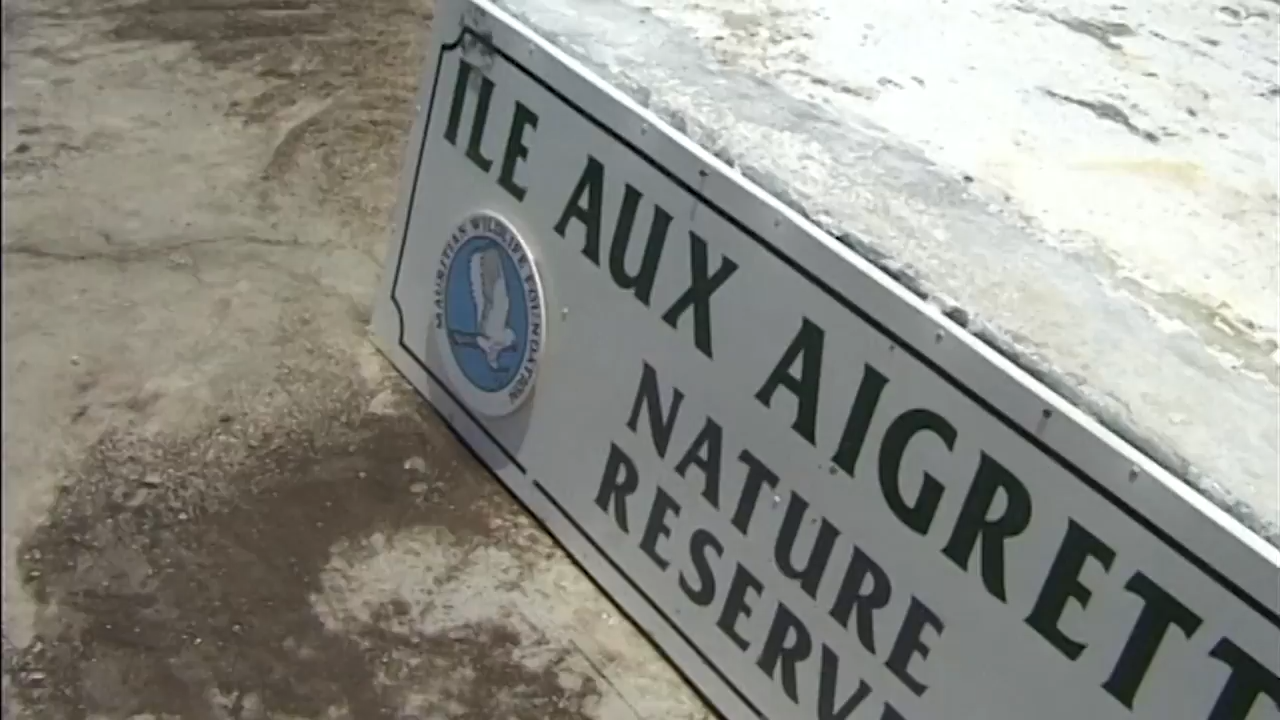 ILE AUX AIGRETT
MAURITIAN WILDLIFE FOUNDATION
NATURE
RESERV